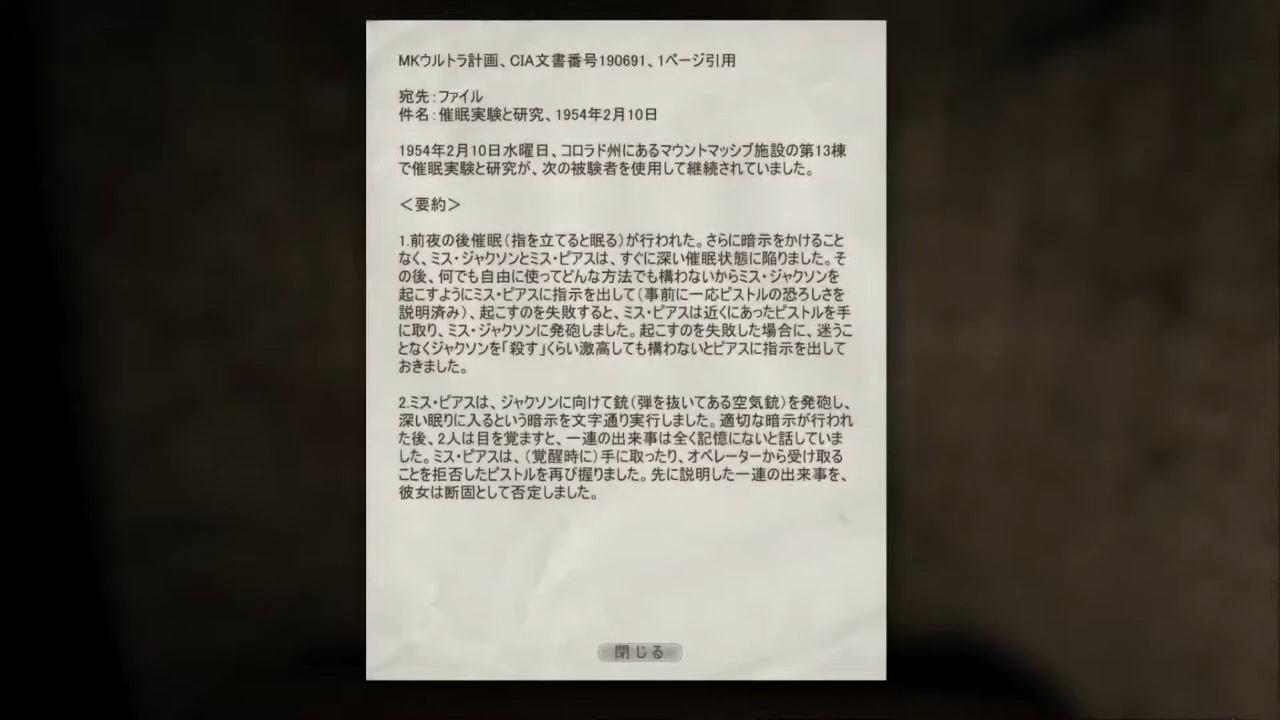 MKウルトラ計画、CIA文書番号190691、1ページ引用
宛先：ファイル
件名：催眠実験と研究、1954年2月10日
1954年2月10日水曜日、コロラド州にあるマウントマッシブ施設の第13棟
で催眠実験と研究が、次の被験者を使用して継続されていました。
＜要約＞
1.前夜の後催眠（指を立てると眠る）が行われた。さらに暗示をかけること
なく、ミス・ジャクソンとミス・ピアスは、すぐに深い催眠状態に陥りました。そ
の後、何でも自由に使ってどんな方法でも構わないからミス・ジャクソンを
起こすようにミス・ピアスに指示を出して（事前に一応ピストルの恐ろしさを
説明済み）、起こすのを失敗すると、ミス・ピアスは近くにあったピストルを手
に取り、ミス・ジャクソンに発砲しました。起こすのを失敗した場合に、迷うこ
となくジャクソンを「殺す」くらい激高しても構わないとピアスに指示を出して
おきました。
2.ミス・ピアスは、ジャクソンに向けて銃（弾を抜いてある空気銃）を発砲し、
深い眠りに入るという暗示を文字通り実行しました。適切な暗示が行われ
た後、2人は目を覚ますと、一連の出来事は全く記憶にないと話していま
した。ミス・ピアスは、（覚醒時に）手に取ったり、オペレーターから受け取る
ことを拒否したピストルを再び握りました。先に説明した一連の出来事を、
彼女は断固として否定しました。
閉じる